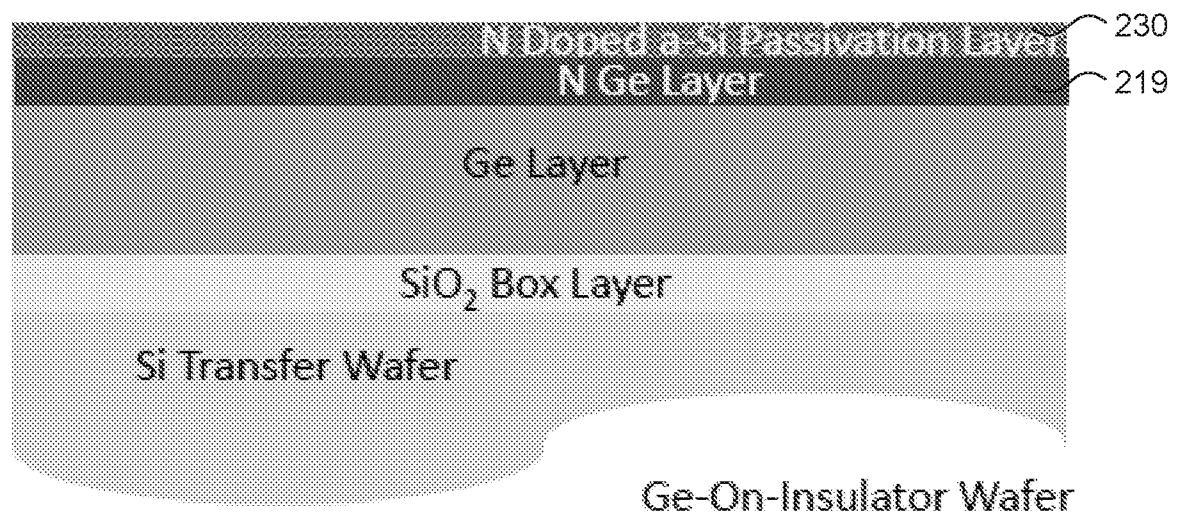 N Doped a-Si Passivation Layer
230
N Ge Layer
219
Ge Layer
SiO₂ Box Layer
Si Transfer Wafer
Ge-On-Insulator Wafer